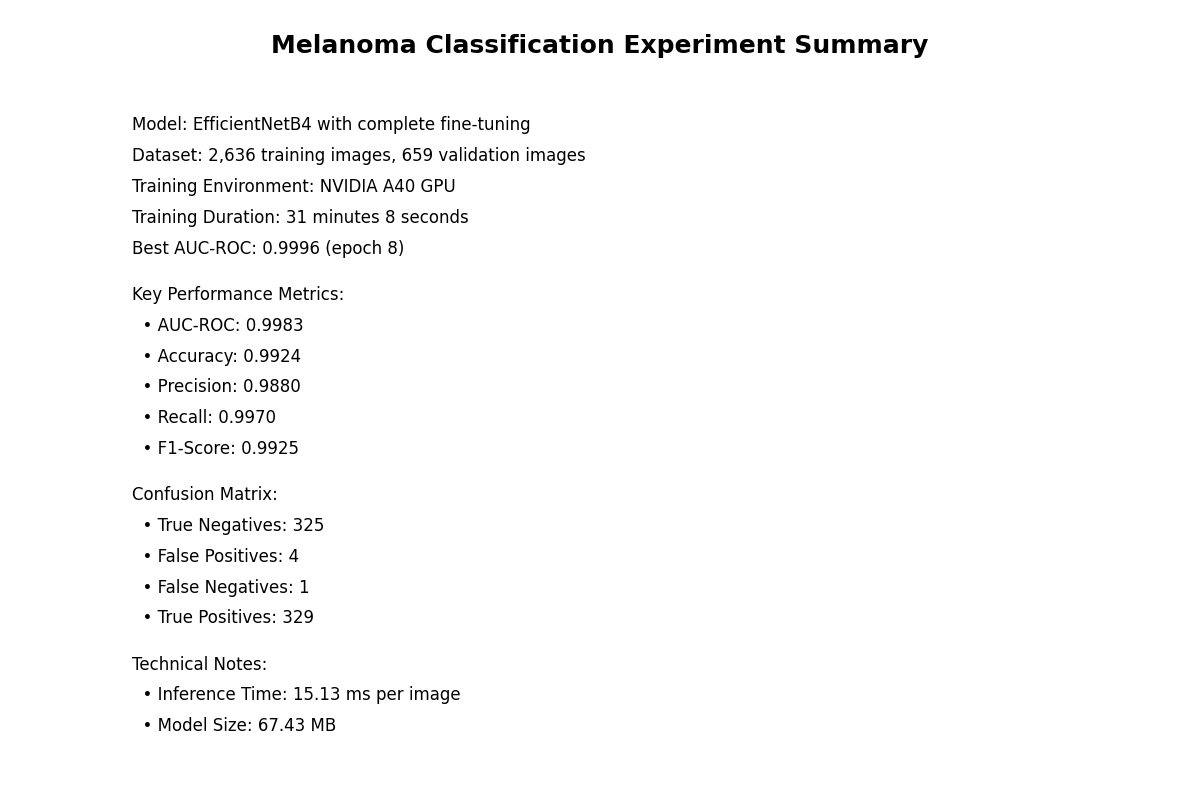 Melanoma Classification Experiment Summary
Model: EfficientNetB4 with complete fine-tuning
Dataset: 2,636 training images, 659 validation images
Training Environment: NVIDIA A40 GPU
Training Duration: 31 minutes 8 seconds
Best AUC-ROC: 0.9996 (epoch 8)
Key Performance Metrics:
• AUC-ROC: 0.9983
• Accuracy: 0.9924
• Precision: 0.9880
• Recall: 0.9970
• F1-Score: 0.9925
Confusion Matrix:
• True Negatives: 325
• False Positives: 4
• False Negatives: 1
• True Positives: 329
Technical Notes:
• Inference Time: 15.13 ms per image
• Model Size: 67.43 MB